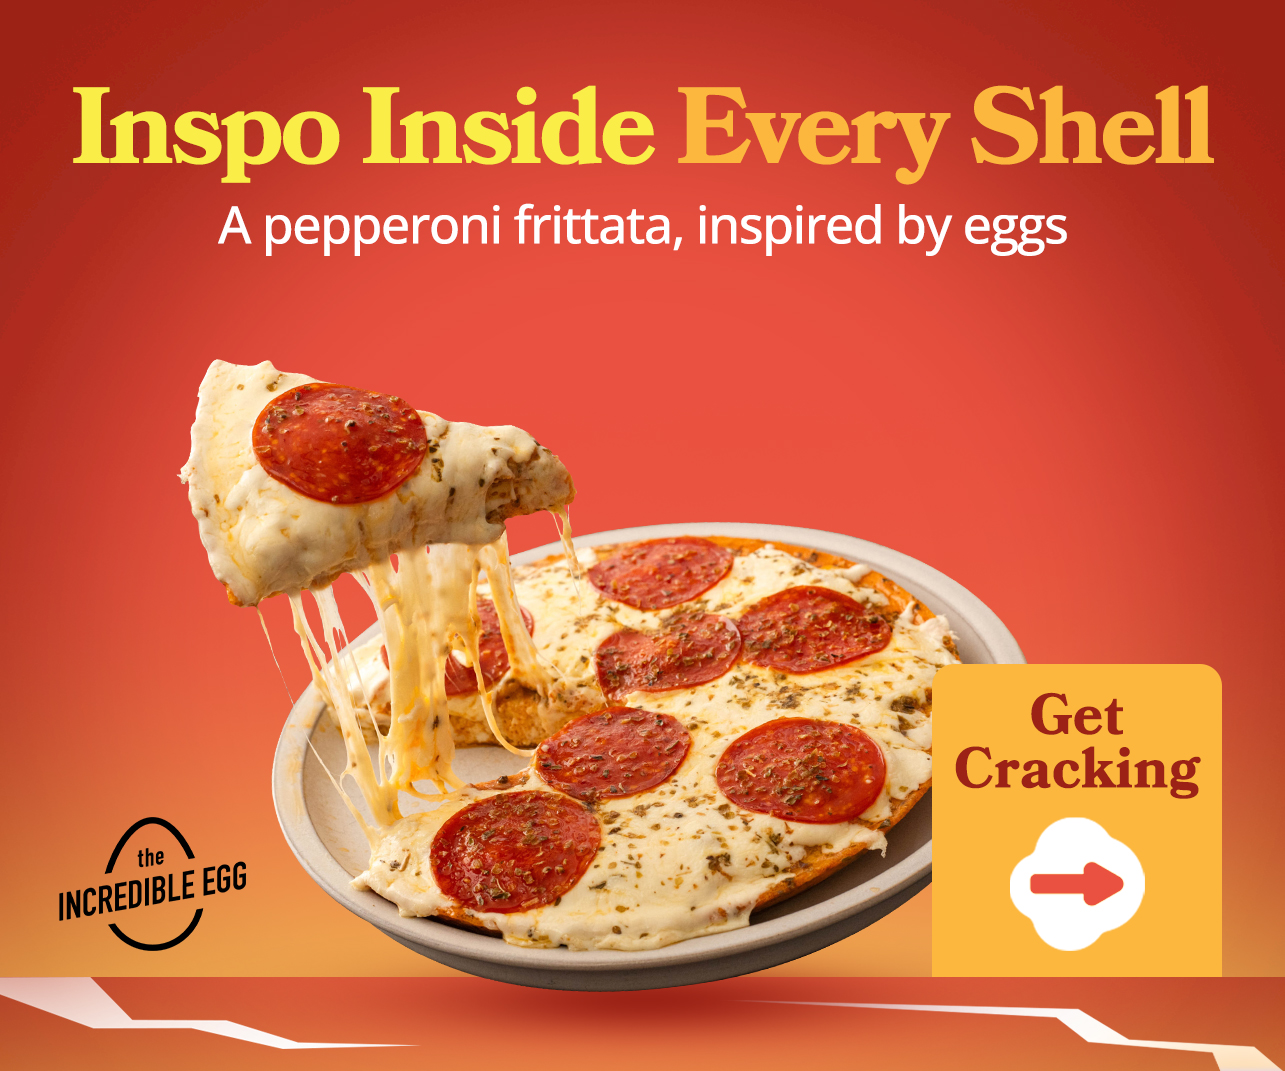 Inspo Inside Every Shell
A pepperoni frittata, inspired by eggs
Get
Cracking
the
INCREDIBLE EGG